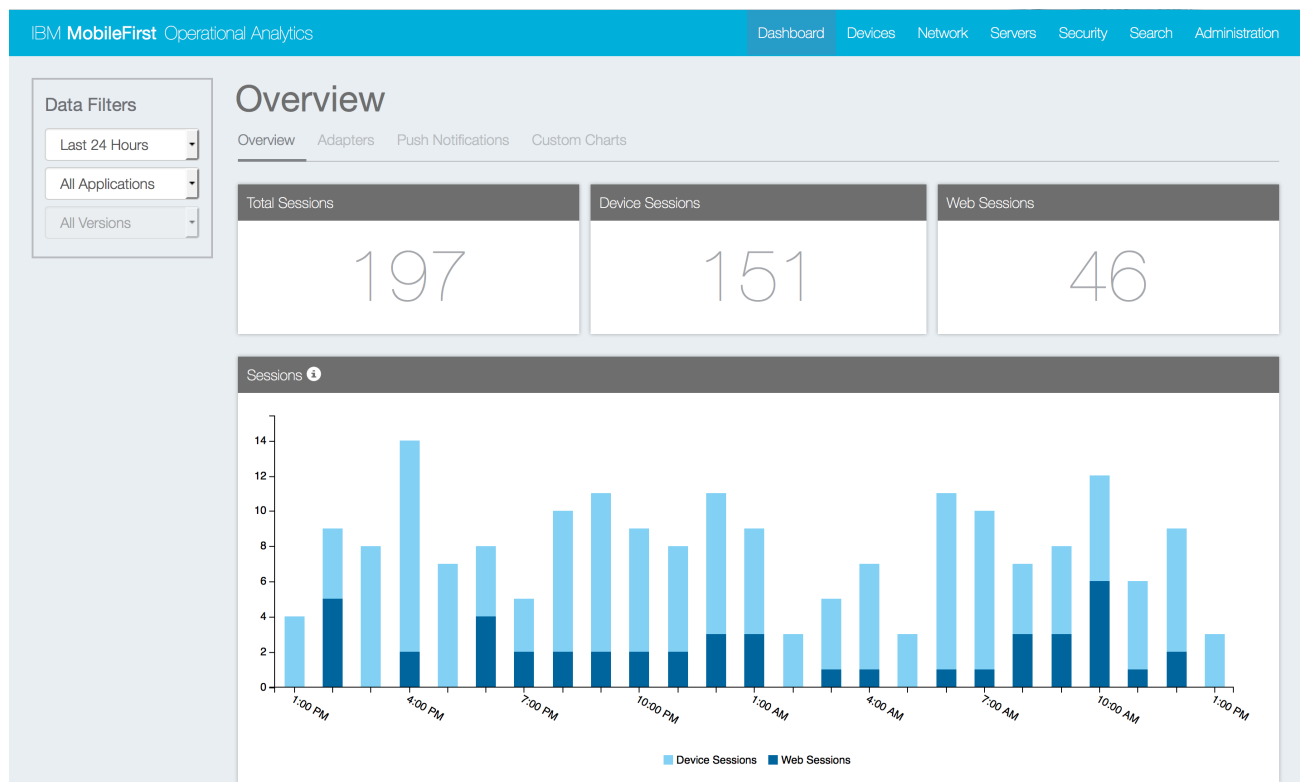 IBM MobileFirst Operational Analytics
Dashboard Devices Network Servers Security Search Administration
Data Filters
Last 24 Hours
All Applications
All Versions
Overview
Overview Adapters Push Notifications Custom Charts
Total Sessions
197
Device Sessions
151
Web Sessions
46
Sessions
14
12
10
8
6
4
2
0
1:00 PM 4:00 PM 7:00 PM 10:00 PM 1:00 AM 4:00 AM 7:00 AM 10:00 AM 1:00 PM
Device Sessions Web Sessions